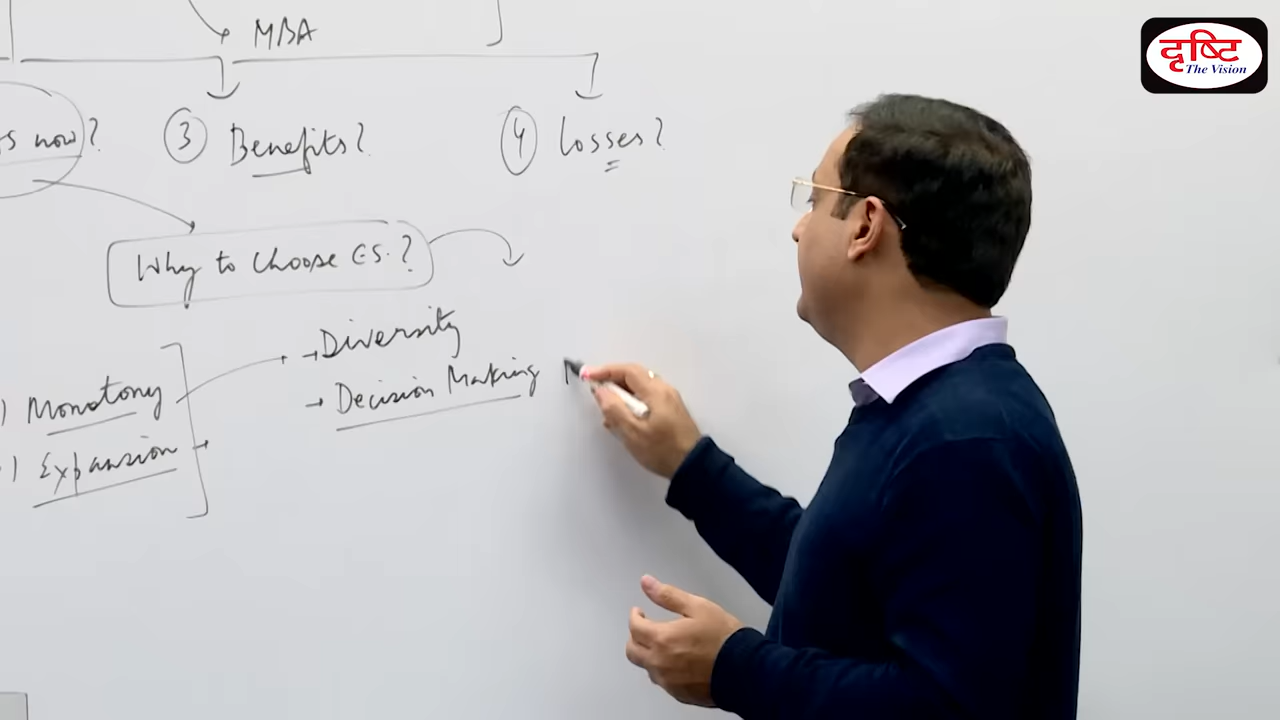 MBA
दृष्टि
The Vision
now?
3 Benefits?
4 Losses?
Why to choose CS.?
→ Diversity
→ Decision Making
) Monotony
) Expansion